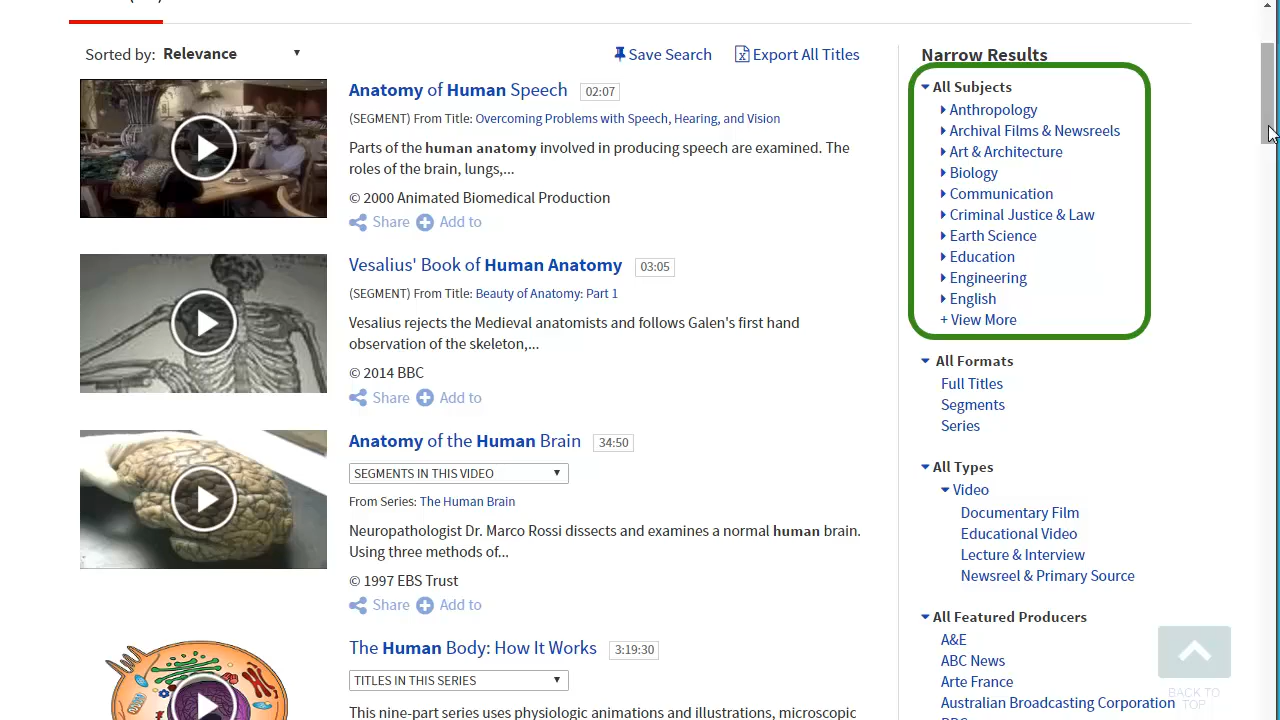 Sorted by: Relevance
Save Search
Export All Titles
Anatomy of Human Speech 02:07
(SEGMENT) From Title: Overcoming Problems with Speech, Hearing, and Vision
Parts of the human anatomy involved in producing speech are examined. The
roles of the brain, lungs,...
© 2000 Animated Biomedical Production
Share Add to
Vesalius' Book of Human Anatomy 03:05
(SEGMENT) From Title: Beauty of Anatomy: Part 1
Vesalius rejects the Medieval anatomists and follows Galen's first hand
observation of the skeleton,...
© 2014 BBC
Share Add to
Anatomy of the Human Brain 34:50
SEGMENTS IN THIS VIDEO
From Series: The Human Brain
Neuropathologist Dr. Marco Rossi dissects and examines a normal human brain.
Using three methods of...
© 1997 EBS Trust
Share Add to
The Human Body: How It Works 3:19:30
TITLES IN THIS SERIES
This nine-part series uses physiologic animations and illustrations, microscopic
Narrow Results
All Subjects
Anthropology
Archival Films & Newsreels
Art & Architecture
Biology
Communication
Criminal Justice & Law
Earth Science
Education
Engineering
English
+ View More
All Formats
Full Titles
Segments
Series
All Types
Video
Documentary Film
Educational Video
Lecture & Interview
Newsreel & Primary Source
All Featured Producers
A&E
ABC News
Arte France
Australian Broadcasting Corporation
BACK TO
TOP